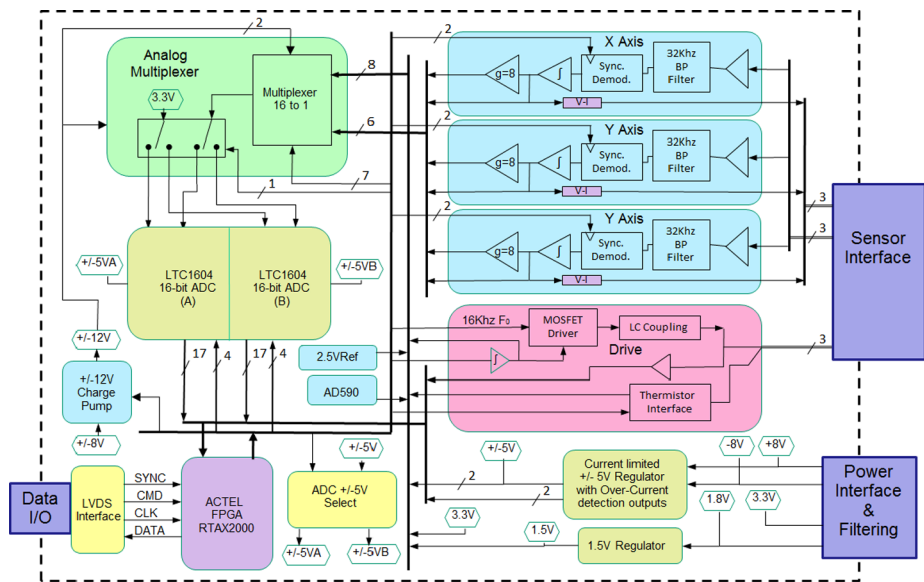 2
Analog
Multiplexer
3.3V
Multiplexer
16 to 1
8
6
7
1
2
X Axis
g=8
∫
Sync.
Demod.
32Khz
BP
Filter
V-I
2
Y Axis
g=8
∫
Sync.
Demod.
32Khz
BP
Filter
V-I
2
Y Axis
g=8
∫
Sync.
Demod.
32Khz
BP
Filter
V-I
3
3
Sensor
Interface
+/-5VA
LTC1604
16-bit ADC
(A)
LTC1604
16-bit ADC
(B)
+/-5VB
+/-12V
17
4
17
4
2.5VRef
AD590
16Khz F₀
MOSFET
Driver
LC Coupling
Drive
∫
Thermistor
Interface
3
+/-12V
Charge
Pump
+/-8V
Data
I/O
LVDS
Interface
SYNC
CMD
CLK
DATA
ACTEL
FPGA
RTAX2000
+/-5V
ADC +/-5V
Select
+/-5VA
+/-5VB
+/-5V
2
2
Current limited
+/- 5V Regulator
with Over-Current
detection outputs
-8V
+8V
1.8V
3.3V
3.3V
1.5V
1.5V Regulator
Power
Interface
&
Filtering